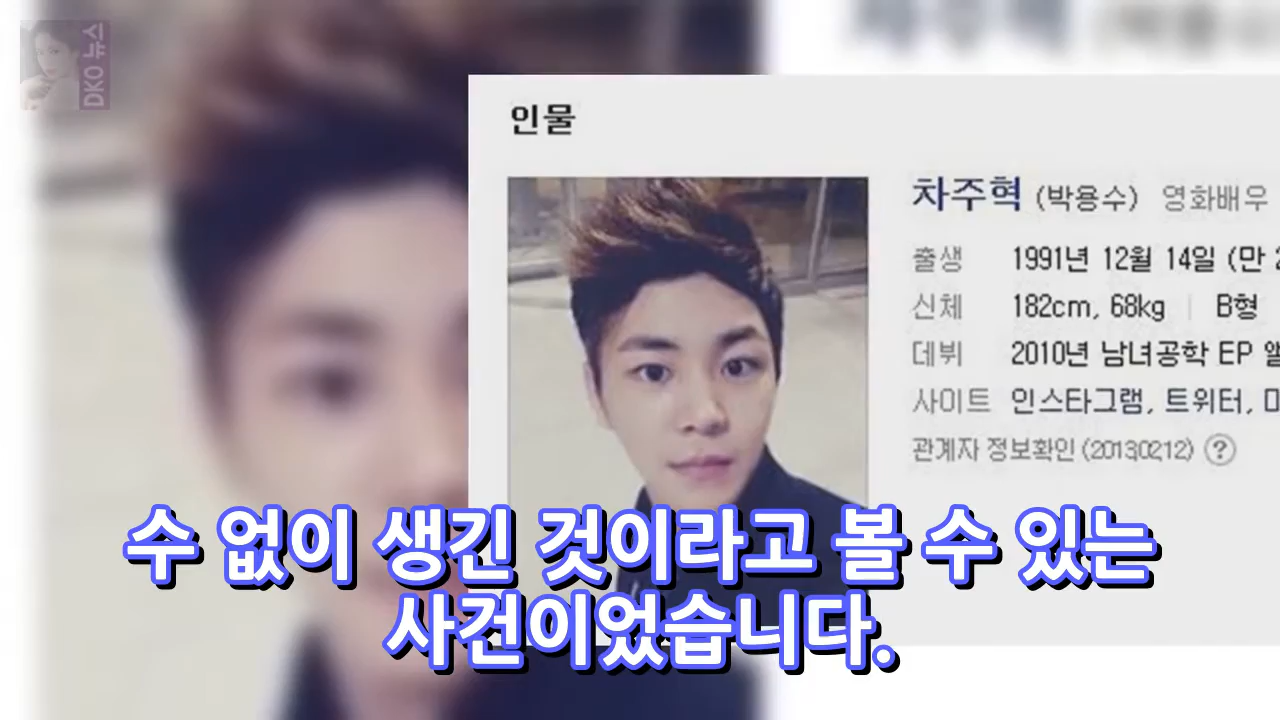 DKO 뉴스
인물
차주혁 (박용수) 영화배우
출생 1991년 12월 14일 (만 2
신체 182cm, 68kg | B형
데뷔 2010년 남녀공학 EP 앨
사이트 인스타그램, 트위터, 미
관계자 정보확인 (2013.02.12) ?
수 없이 생긴 것이라고 볼 수 있는
사건이었습니다.